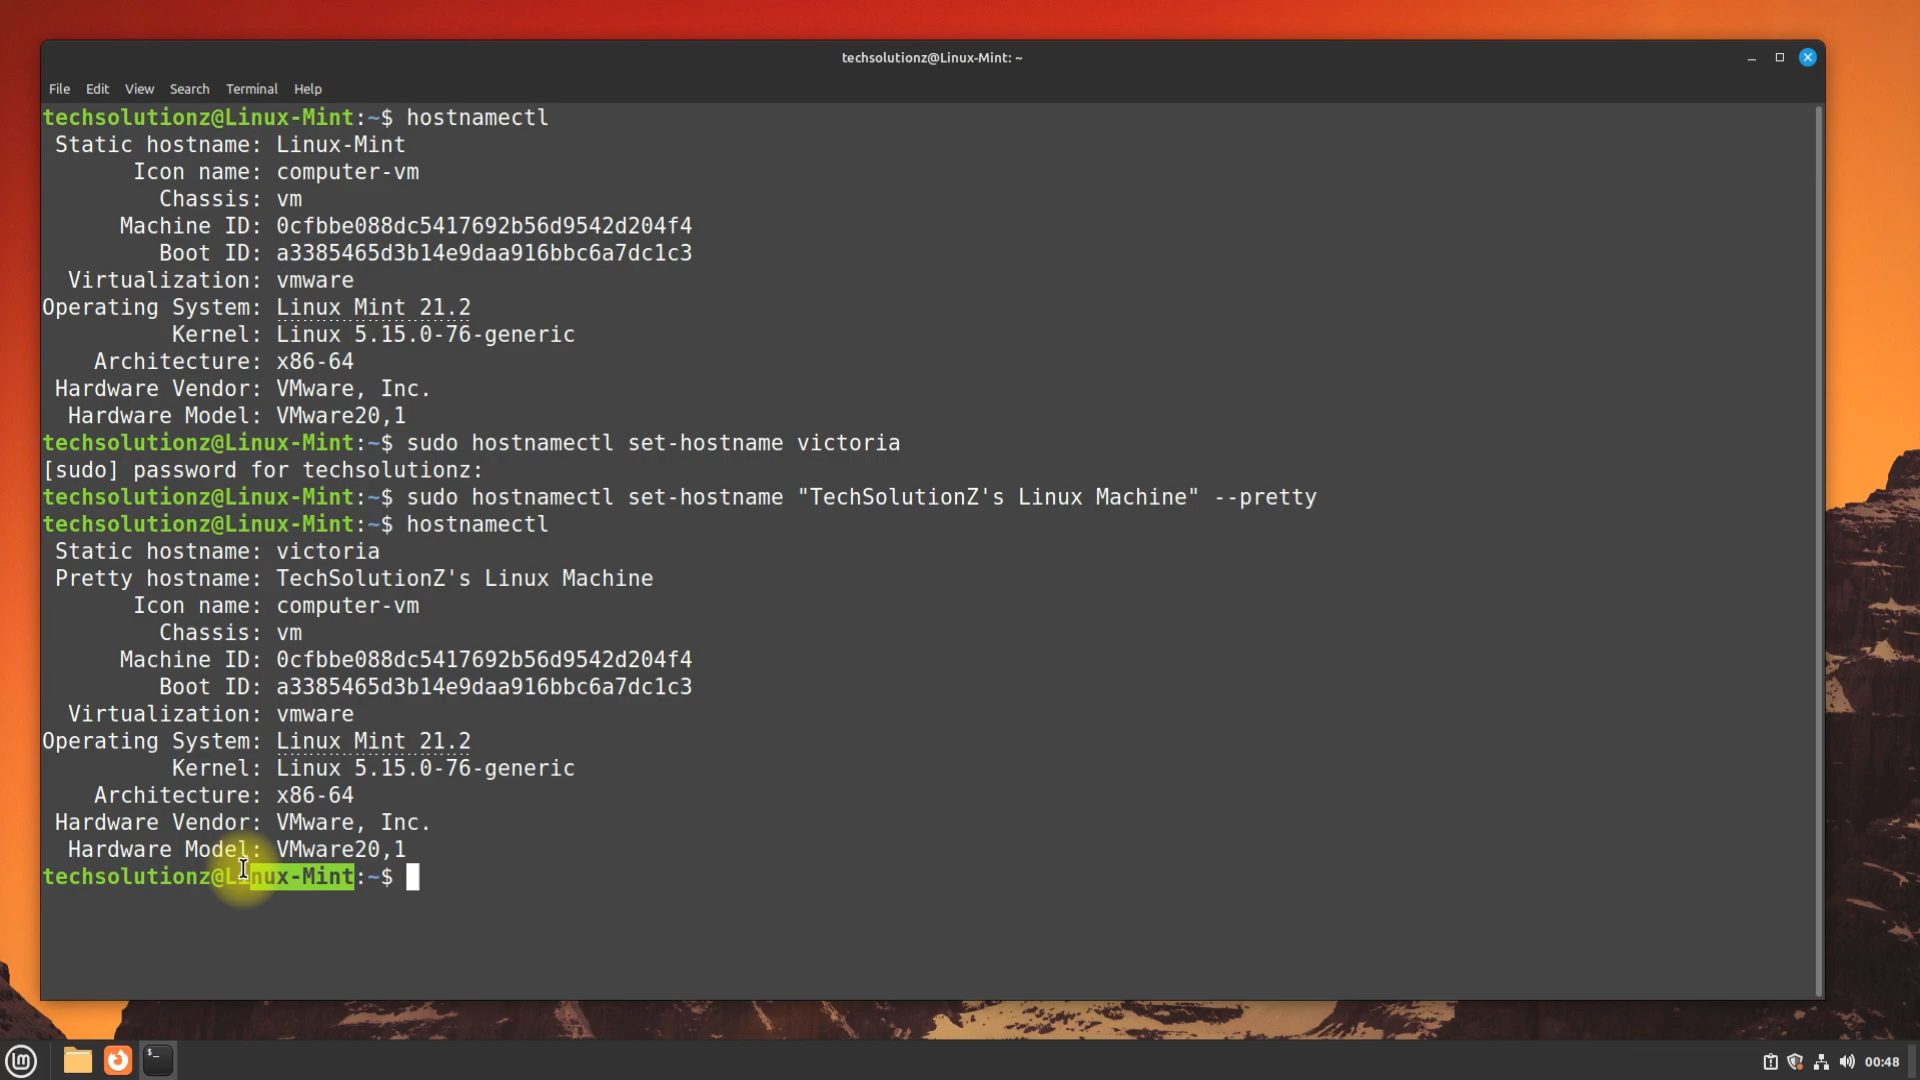 techsolutionz@Linux-Mint: ~
File Edit View Search Terminal Help
techsolutionz@Linux-Mint:~$ hostnamectl
Static hostname: Linux-Mint
Icon name: computer-vm
Chassis: vm
Machine ID: 0cfbbe088dc5417692b56d9542d204f4
Boot ID: a3385465d3b14e9daa916bbc6a7dc1c3
Virtualization: vmware
Operating System: Linux Mint 21.2
Kernel: Linux 5.15.0-76-generic
Architecture: x86-64
Hardware Vendor: VMware, Inc.
Hardware Model: VMware20,1
techsolutionz@Linux-Mint:~$ sudo hostnamectl set-hostname victoria
[sudo] password for techsolutionz:
techsolutionz@Linux-Mint:~$ sudo hostnamectl set-hostname "TechSolutionZ's Linux Machine" --pretty
techsolutionz@Linux-Mint:~$ hostnamectl
Static hostname: victoria
Pretty hostname: TechSolutionZ's Linux Machine
Icon name: computer-vm
Chassis: vm
Machine ID: 0cfbbe088dc5417692b56d9542d204f4
Boot ID: a3385465d3b14e9daa916bbc6a7dc1c3
Virtualization: vmware
Operating System: Linux Mint 21.2
Kernel: Linux 5.15.0-76-generic
Architecture: x86-64
Hardware Vendor: VMware, Inc.
Hardware Model: VMware20,1
techsolutionz@Linux-Mint:~$
00:48